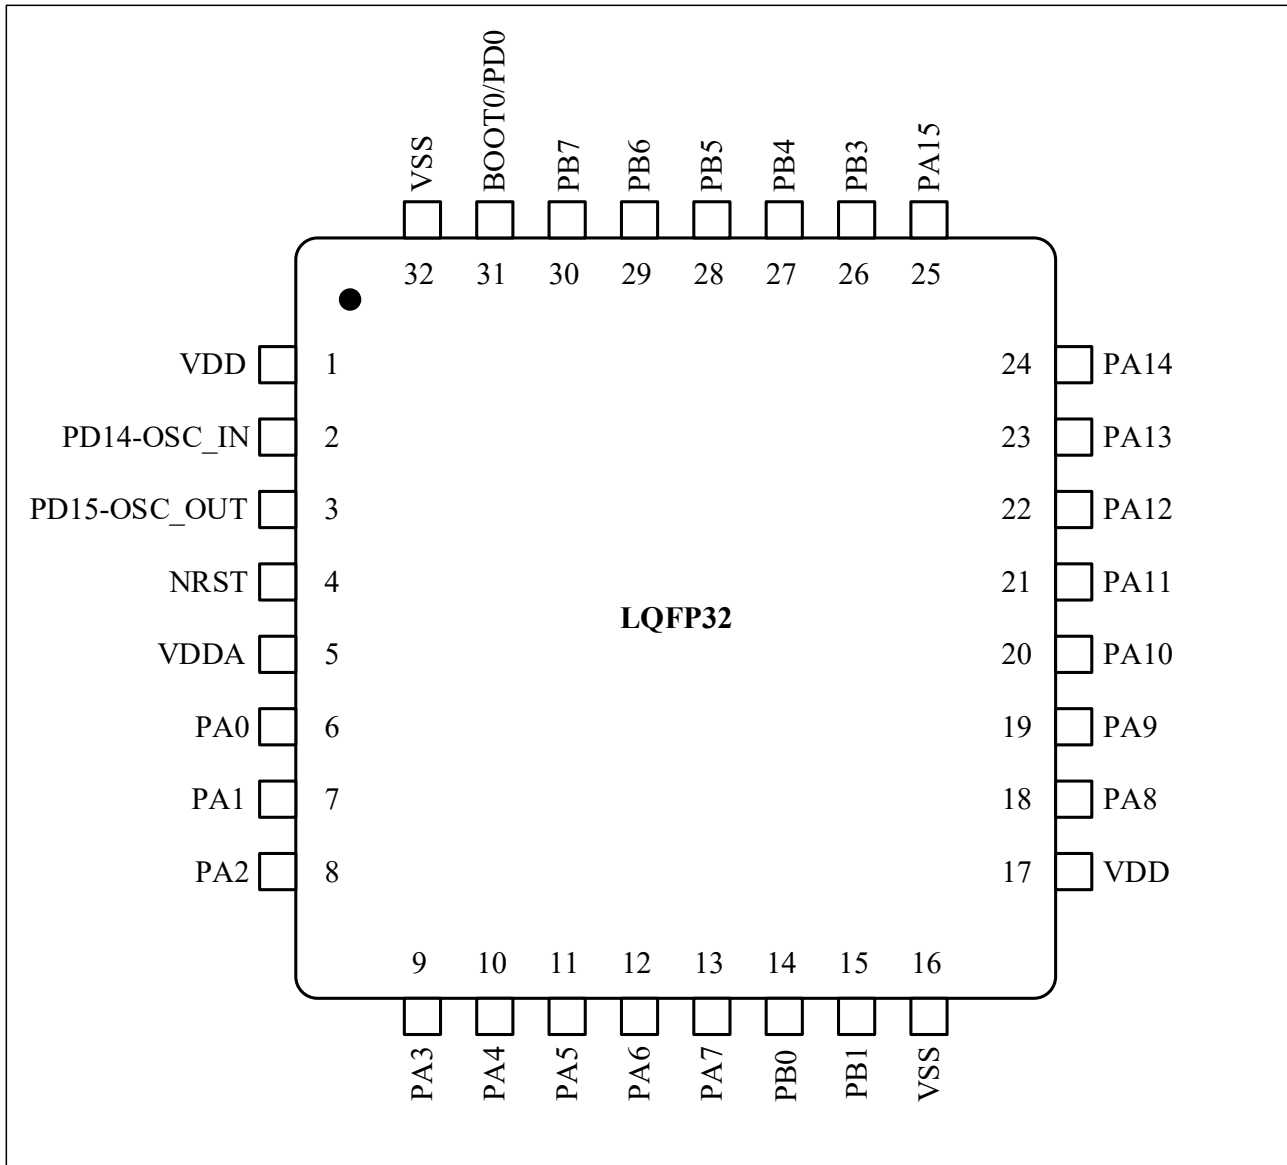 VSS
BOOT0/PD0
PB7
PB6
PB5
PB4
PB3
PA15
32 31 30 29 28 27 26 25
VDD 1 24 PA14
PD14-OSC_IN 2 23 PA13
PD15-OSC_OUT 3 22 PA12
NRST 4 21 PA11
LQFP32
VDDA 5 20 PA10
PA0 6 19 PA9
PA1 7 18 PA8
PA2 8 17 VDD
9 10 11 12 13 14 15 16
PA3
PA4
PA5
PA6
PA7
PB0
PB1
VSS